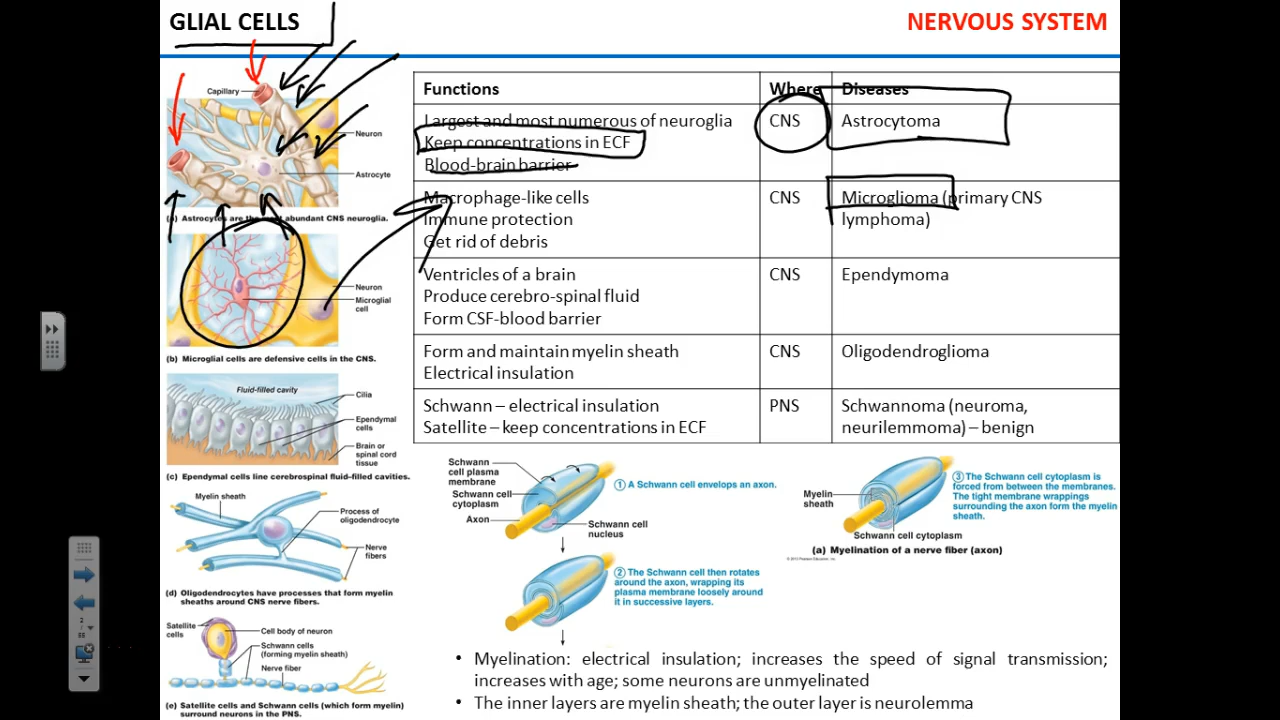 GLIAL CELLS
NERVOUS SYSTEM
Capillary
Neuron
Astrocyte
(a) Astrocytes are the most abundant CNS neuroglia.
Neuron
Microglial
cell
(b) Microglial cells are defensive cells in the CNS.
Fluid-filled cavity
Cilia
Ependymal
cells
Brain or
spinal cord
tissue
(c) Ependymal cells line cerebrospinal fluid-filled cavities.
Myelin sheath
Process of
oligodendrocyte
Nerve
fibers
(d) Oligodendrocytes have processes that form myelin
sheaths around CNS nerve fibers.
Satellite
cells
Cell body of neuron
Schwann cells
(forming myelin sheath)
Nerve fiber
(e) Satellite cells and Schwann cells (which form myelin)
surround neurons in the PNS.
Functions Where Diseases
Largest and most numerous of neuroglia CNS Astrocytoma
Keep concentrations in ECF
Blood-brain barrier
Macrophage-like cells CNS Microglioma (primary CNS
Immune protection lymphoma)
Get rid of debris
Ventricles of a brain CNS Ependymoma
Produce cerebro-spinal fluid
Form CSF-blood barrier
Form and maintain myelin sheath CNS Oligodendroglioma
Electrical insulation
Schwann – electrical insulation PNS Schwannoma (neuroma,
Satellite – keep concentrations in ECF neurilemmoma) – benign
Schwann
cell plasma
membrane
Schwann cell
cytoplasm
Axon
① A Schwann cell envelops an axon.
Schwann cell
nucleus
② The Schwann cell then rotates
around the axon, wrapping its
plasma membrane loosely around
it in successive layers.
Myelin
sheath
③ The Schwann cell cytoplasm is
forced from between the membranes.
The tight membrane wrappings
surrounding the axon form the myelin
sheath.
Schwann cell cytoplasm
(a) Myelination of a nerve fiber (axon)
• Myelination: electrical insulation; increases the speed of signal transmission;
increases with age; some neurons are unmyelinated
• The inner layers are myelin sheath; the outer layer is neurolemma